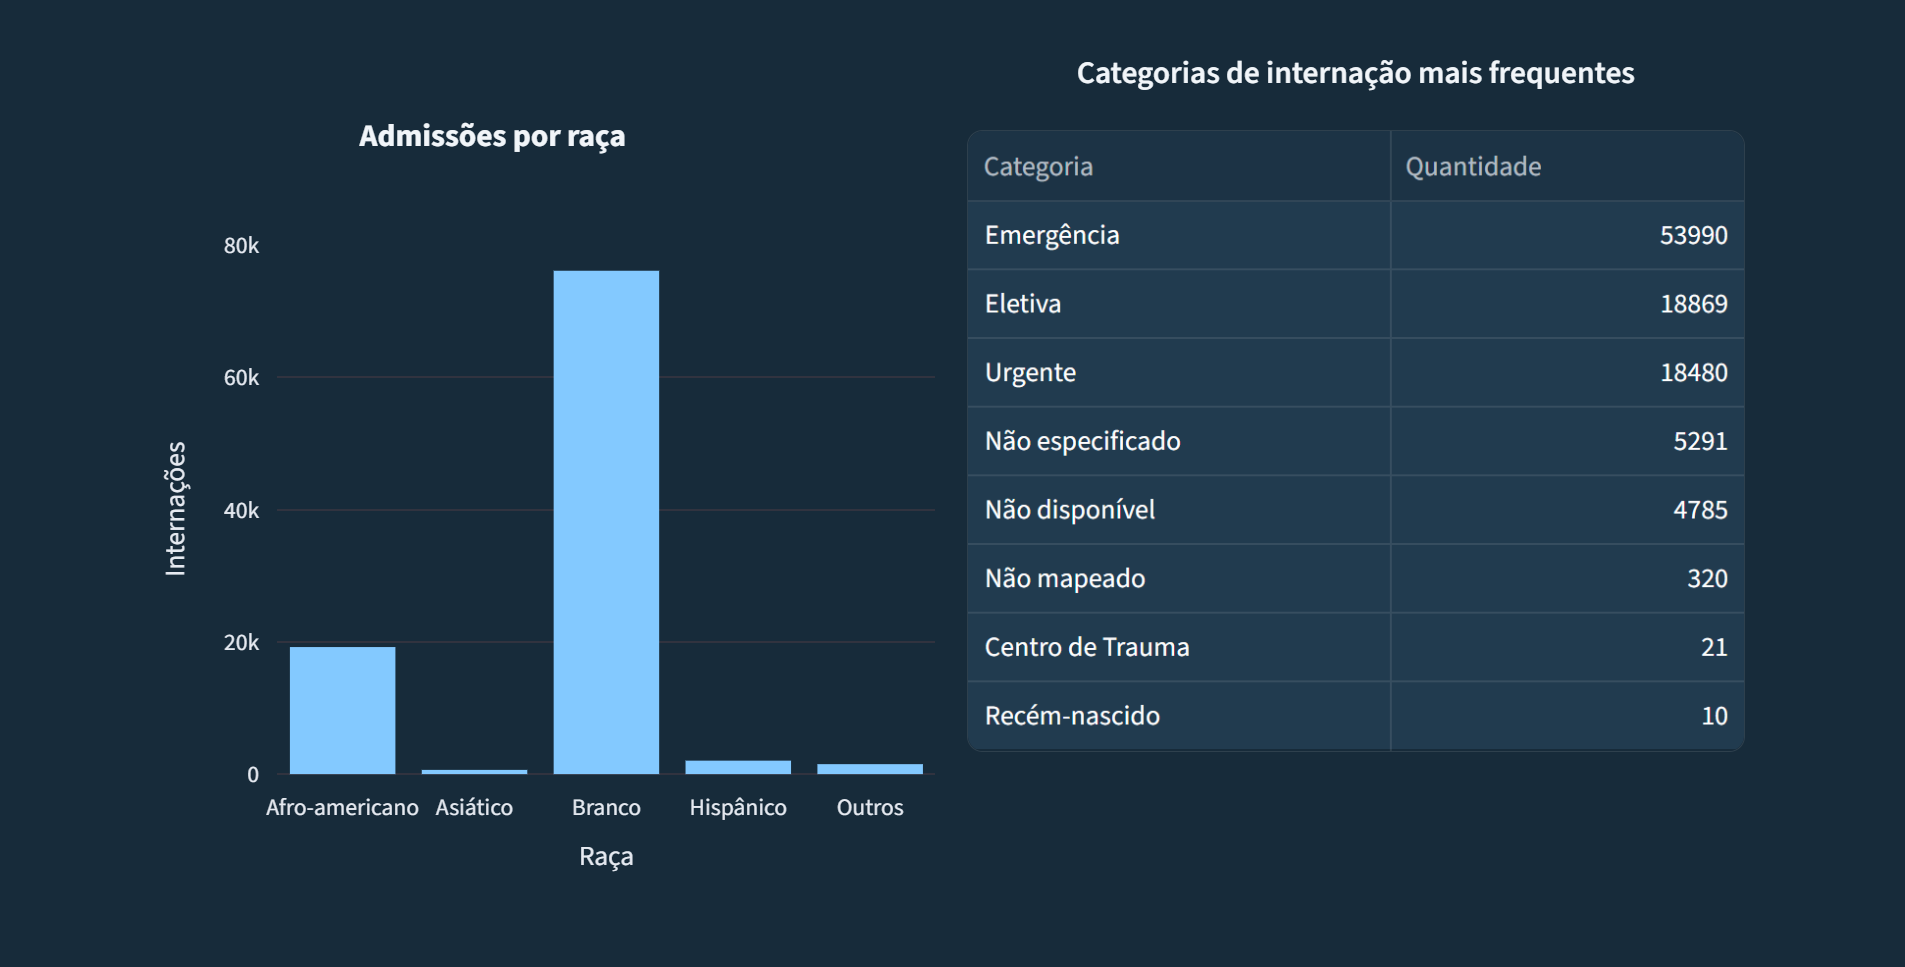 Admissões por raça
80k
60k
40k
20k
0
Internações
Afro-americano Asiático Branco Hispânico Outros
Raça
Categorias de internação mais frequentes
Categoria Quantidade
Emergência 53990
Eletiva 18869
Urgente 18480
Não especificado 5291
Não disponível 4785
Não mapeado 320
Centro de Trauma 21
Recém-nascido 10